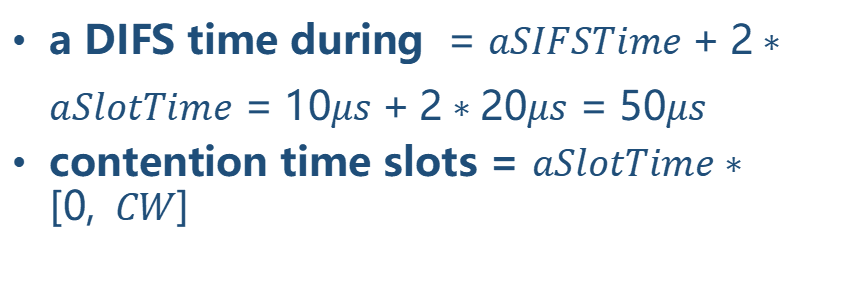 • a DIFS time during = aSIFSTime + 2 ∗
aSlotTime = 10μs + 2 ∗ 20μs = 50μs
• contention time slots = aSlotTime ∗
[0, CW]